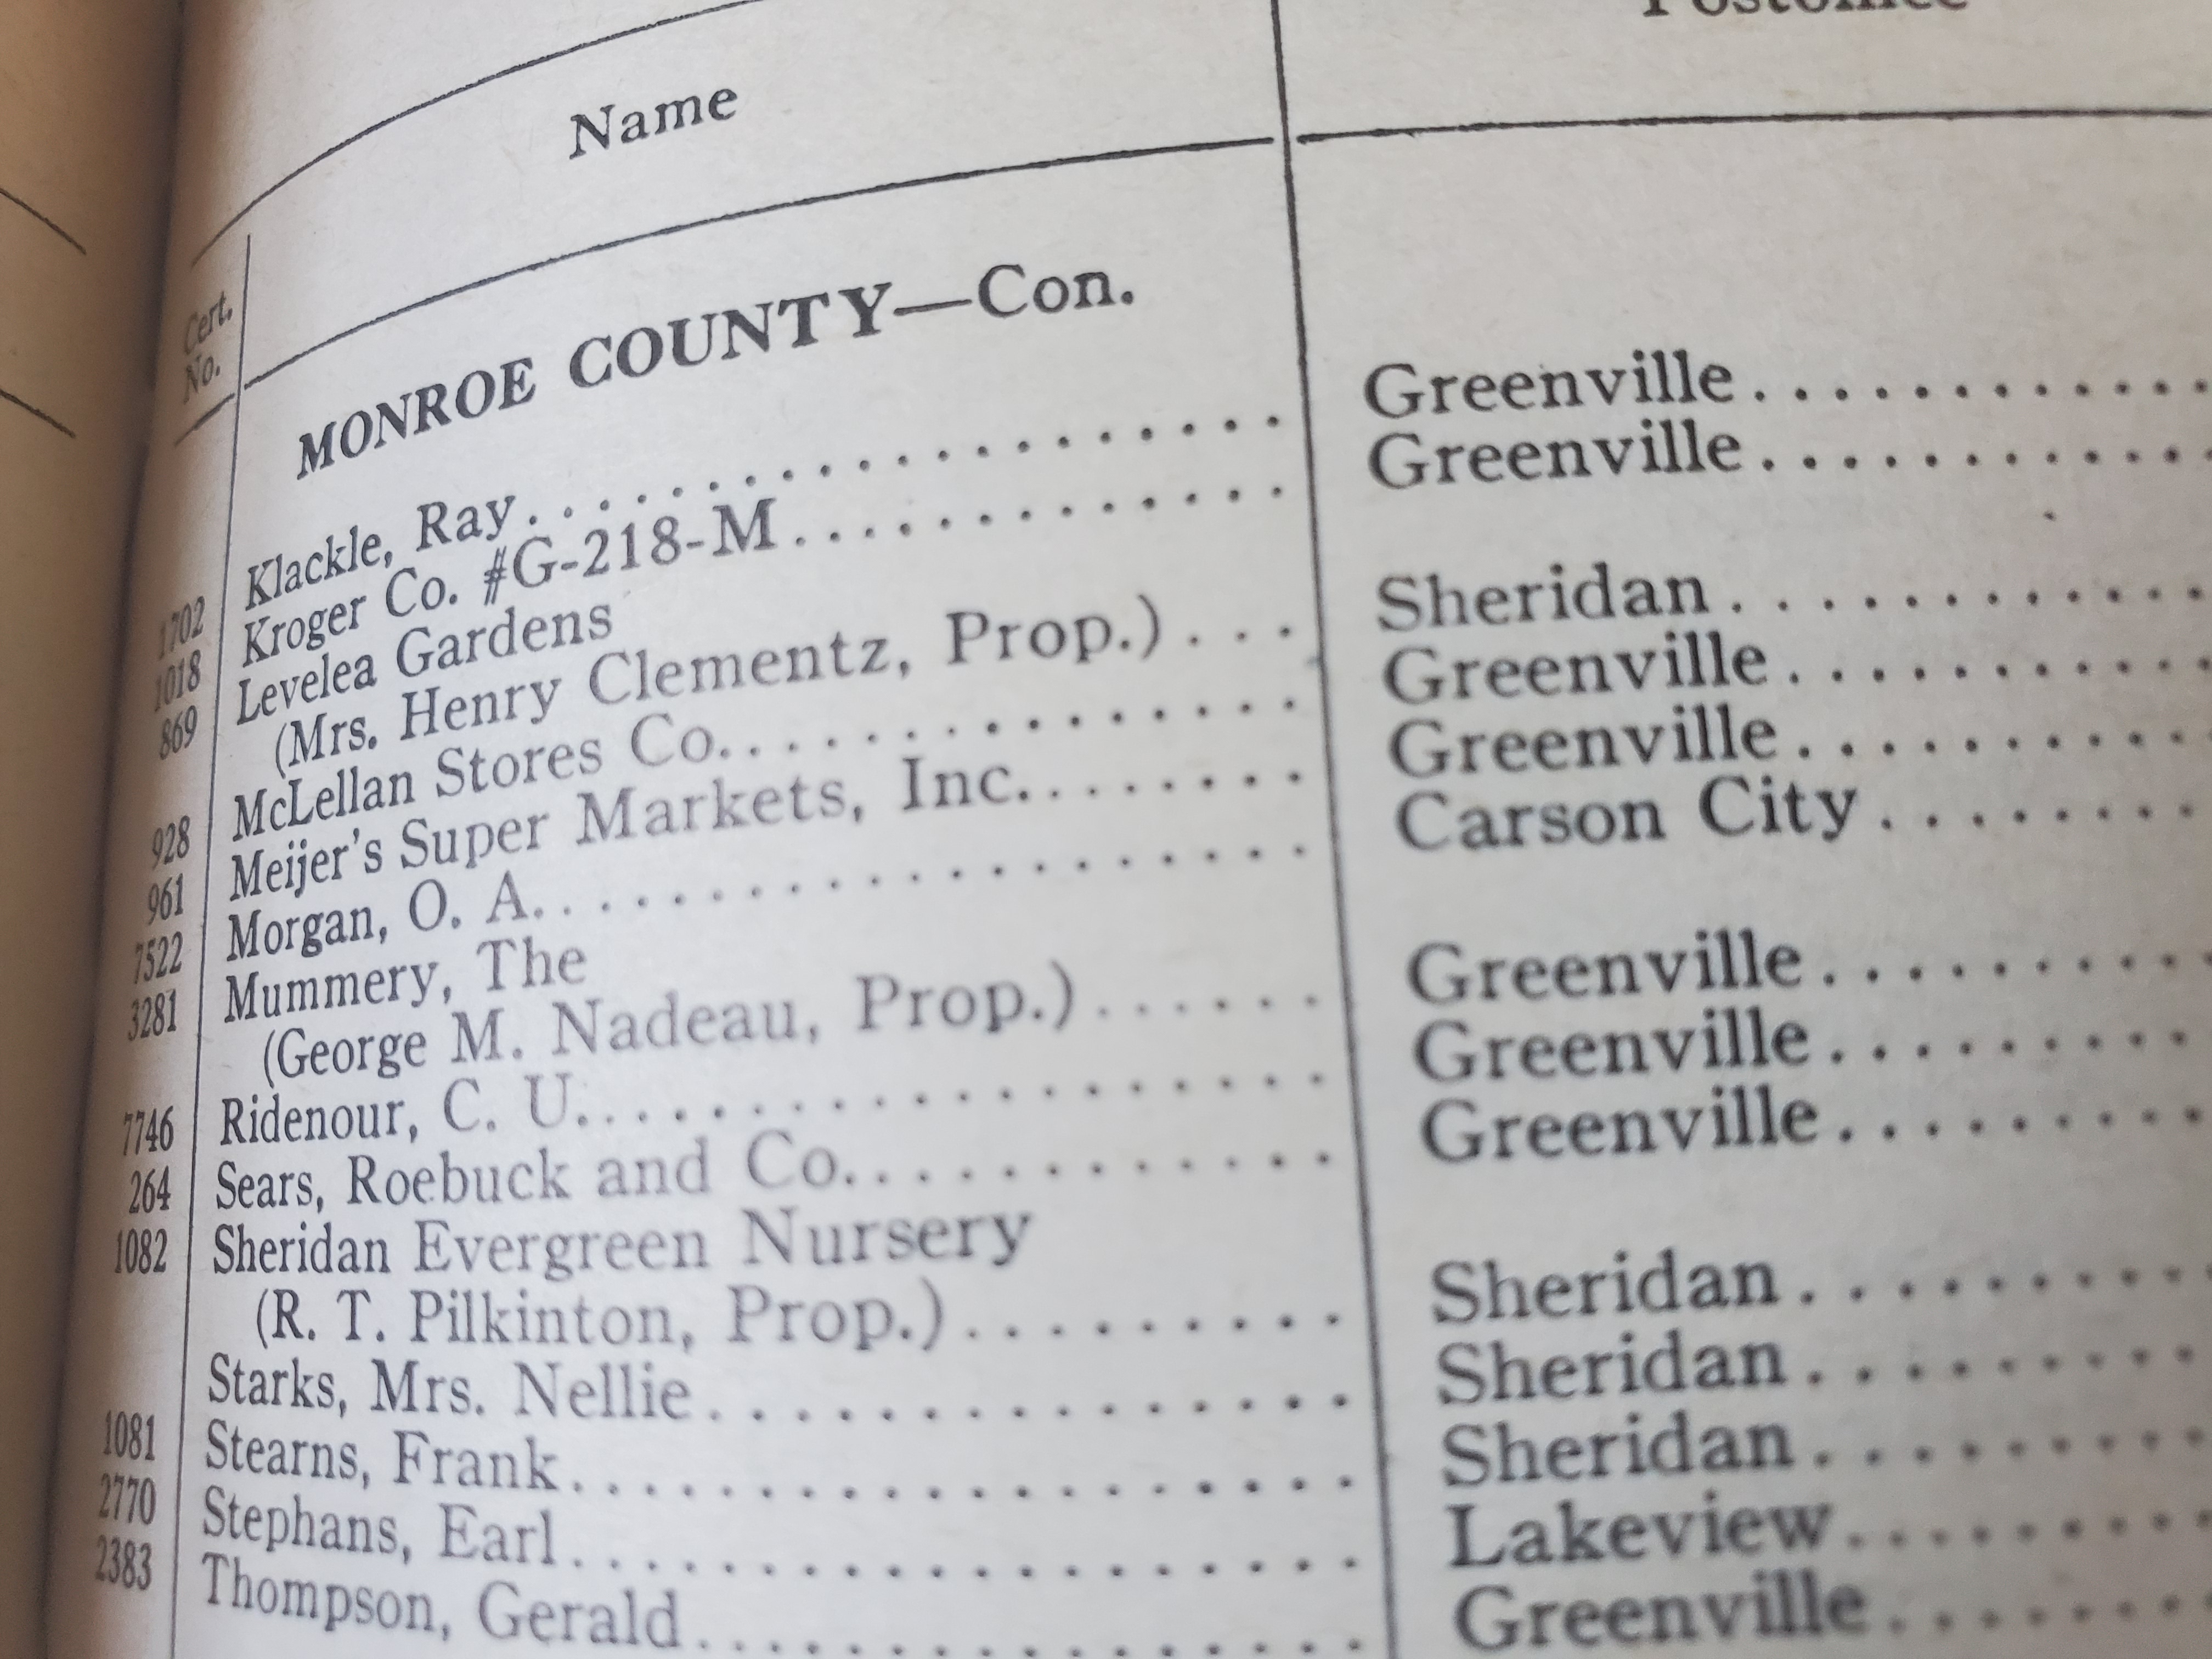 Name
Cert. No.
MONROE COUNTY—Con.
1702 Klackle, Ray.............. Greenville............
1018 Kroger Co. #G-218-M............. Greenville............
869 Levelea Gardens
(Mrs. Henry Clementz, Prop.)... Sheridan............
928 McLellan Stores Co............... Greenville...........
961 Meijer's Super Markets, Inc........ Greenville..........
7522 Morgan, O. A.................. Carson City........
3281 Mummery, The
(George M. Nadeau, Prop.)...... Greenville..........
7746 Ridenour, C. U................. Greenville.........
264 Sears, Roebuck and Co............ Greenville.........
1082 Sheridan Evergreen Nursery
(R. T. Pilkinton, Prop.)......... Sheridan..........
Starks, Mrs. Nellie............... Sheridan.........
1081 Stearns, Frank.................. Sheridan.........
2770 Stephans, Earl.................. Lakeview.........
2383 Thompson, Gerald............... Greenville........